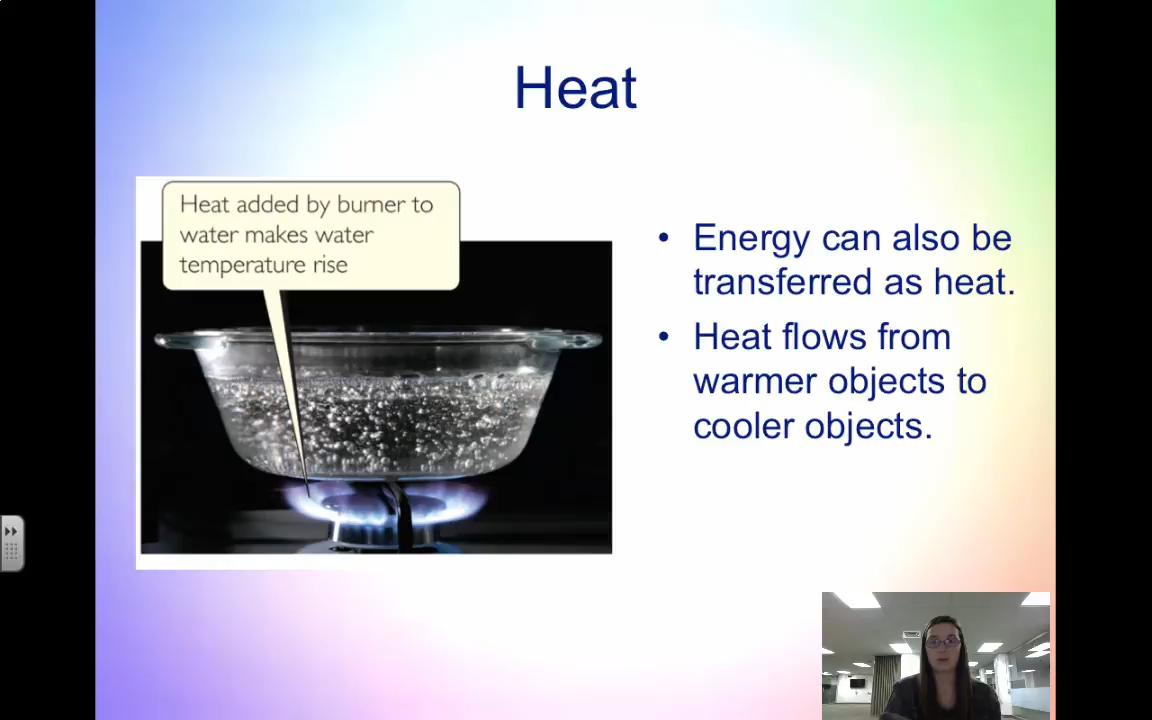 Heat
Heat added by burner to
water makes water
temperature rise
• Energy can also be
transferred as heat.
• Heat flows from
warmer objects to
cooler objects.